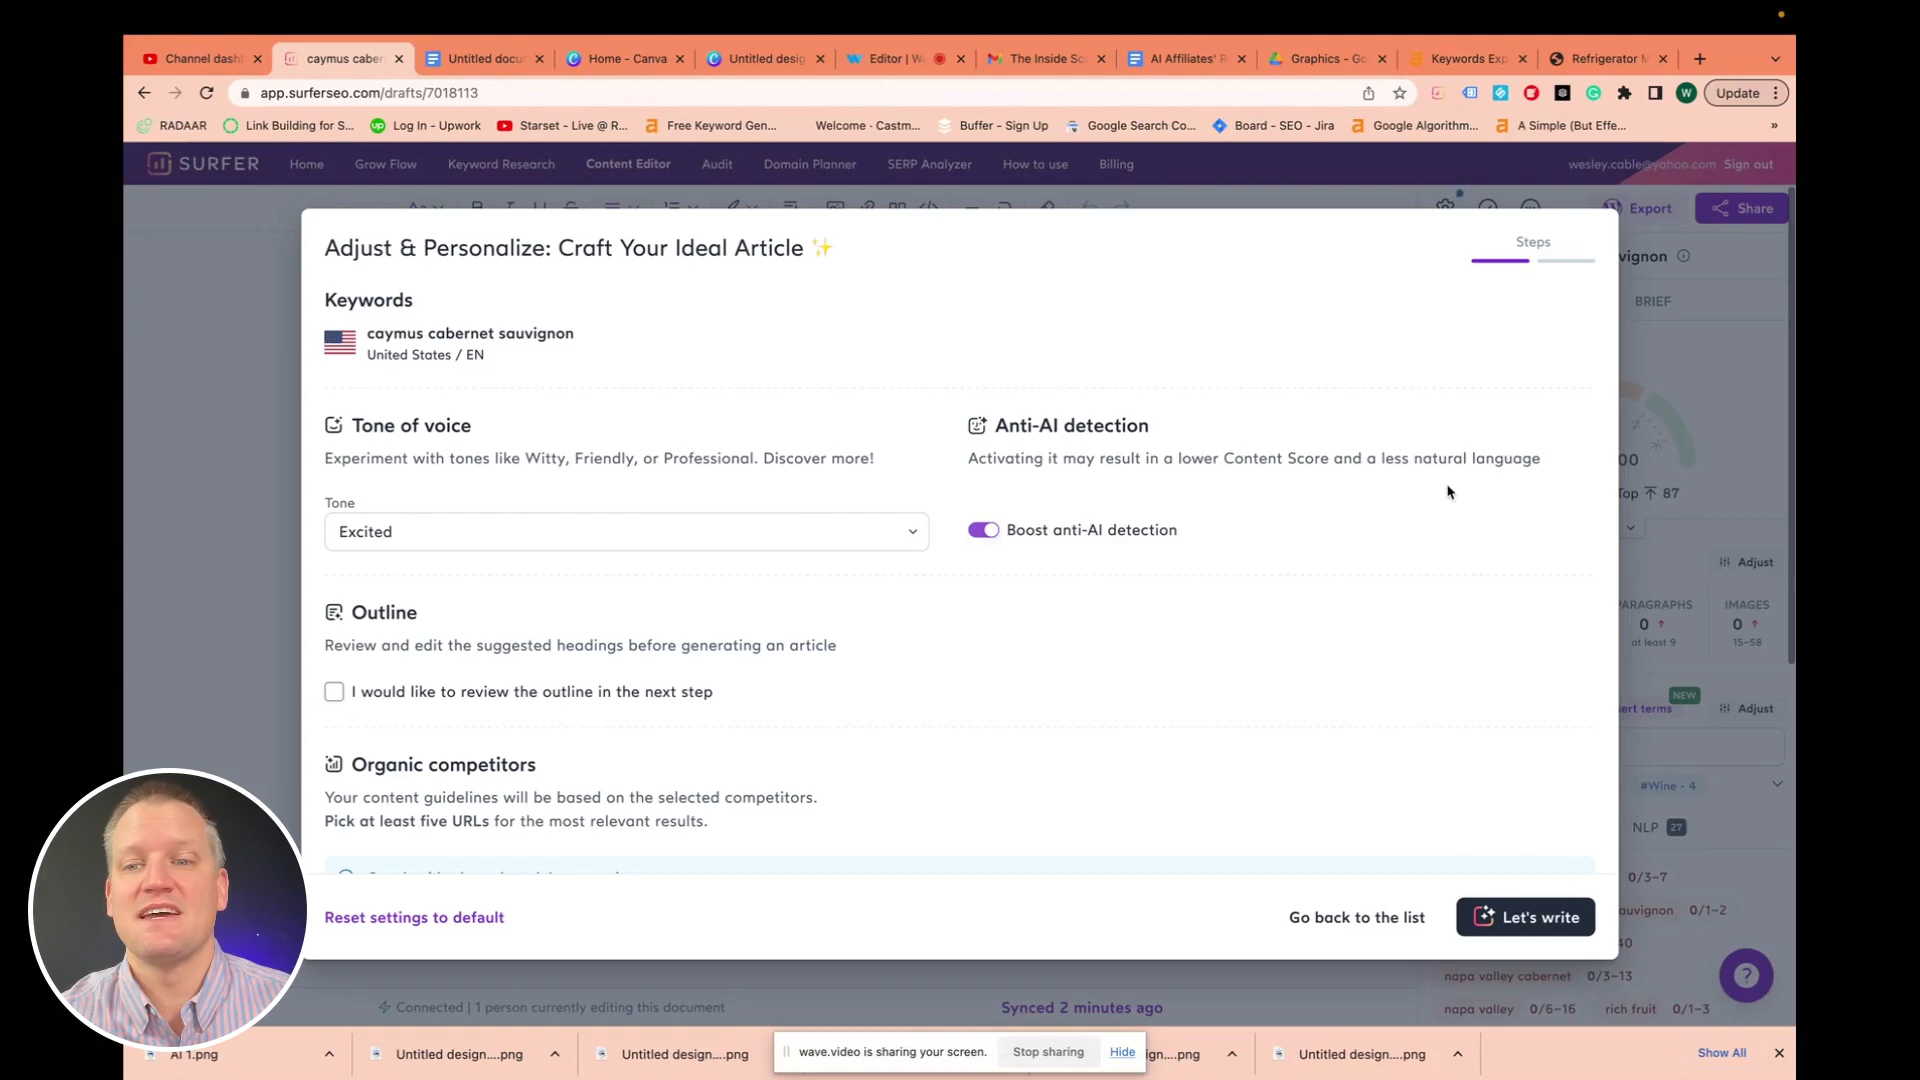 Channel dash
caymus caber
Untitled docu
Home - Canva
Untitled desig
Editor | W
The Inside Sc
AI Affiliates' R
Graphics - Go
Keywords Exp
Refrigerator M
app.surferseo.com/drafts/7018113
W
Update
RADAAR
Link Building for S...
Log In - Upwork
Starset - Live @ R...
Free Keyword Gen...
Welcome - Castm...
Buffer - Sign Up
Google Search Co...
Board - SEO - Jira
Google Algorithm...
A Simple (But Effe...
»
SURFER
Home
Grow Flow
Keyword Research
Content Editor
Audit
Domain Planner
SERP Analyzer
How to use
Billing
wesley.cable@yahoo.com
Sign out
Export
Share
Adjust & Personalize: Craft Your Ideal Article ✨
Steps
vignon
BRIEF
Keywords
caymus cabernet sauvignon
United States / EN
Tone of voice
Experiment with tones like Witty, Friendly, or Professional. Discover more!
Tone
Excited
Anti-AI detection
Activating it may result in a lower Content Score and a less natural language
Boost anti-AI detection
00
Top 87
Adjust
PARAGRAPHS
0
at least 9
IMAGES
0
15–58
Outline
Review and edit the suggested headings before generating an article
I would like to review the outline in the next step
NEW
ert terms
Adjust
Organic competitors
Your content guidelines will be based on the selected competitors.
Pick at least five URLs for the most relevant results.
#Wine - 4
NLP 27
0/3–7
auvignon 0/1–2
40
napa valley cabernet 0/3–13
napa valley 0/6–16 rich fruit 0/1–3
Reset settings to default
Go back to the list
Let's write
?
Connected | 1 person currently editing this document
Synced 2 minutes ago
AI 1.png
Untitled design....png
Untitled design....png
wave.video is sharing your screen.
Stop sharing
Hide
ign....png
Untitled design....png
Show All